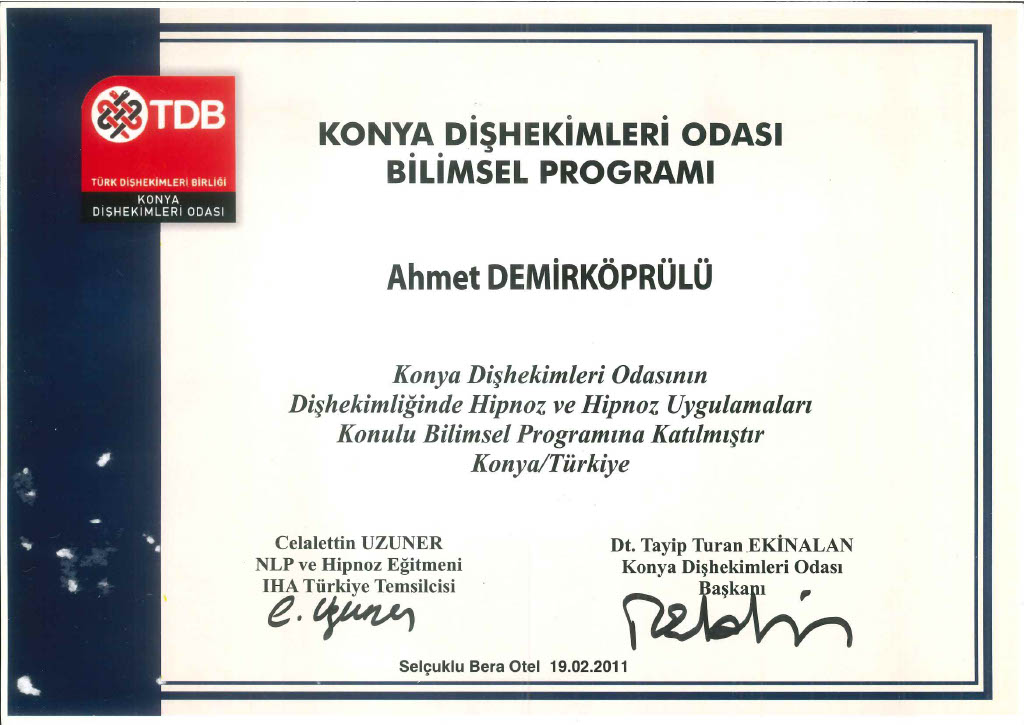 TDB
TÜRK DİŞHEKİMLERİ BİRLİĞİ
KONYA
DİŞHEKİMLERİ ODASI
KONYA DİŞHEKİMLERİ ODASI
BİLİMSEL PROGRAMI
Ahmet DEMİRKÖPRÜLÜ
Konya Dişhekimleri Odasının
Dişhekimliğinde Hipnoz ve Hipnoz Uygulamaları
Konulu Bilimsel Programına Katılmıştır
Konya/Türkiye
Celalettin UZUNER
NLP ve Hipnoz Eğitmeni
IHA Türkiye Temsilcisi
C. Uzuner
Dt. Tayip Turan EKİNALAN
Konya Dişhekimleri Odası
Başkanı
Selçuklu Bera Otel 19.02.2011